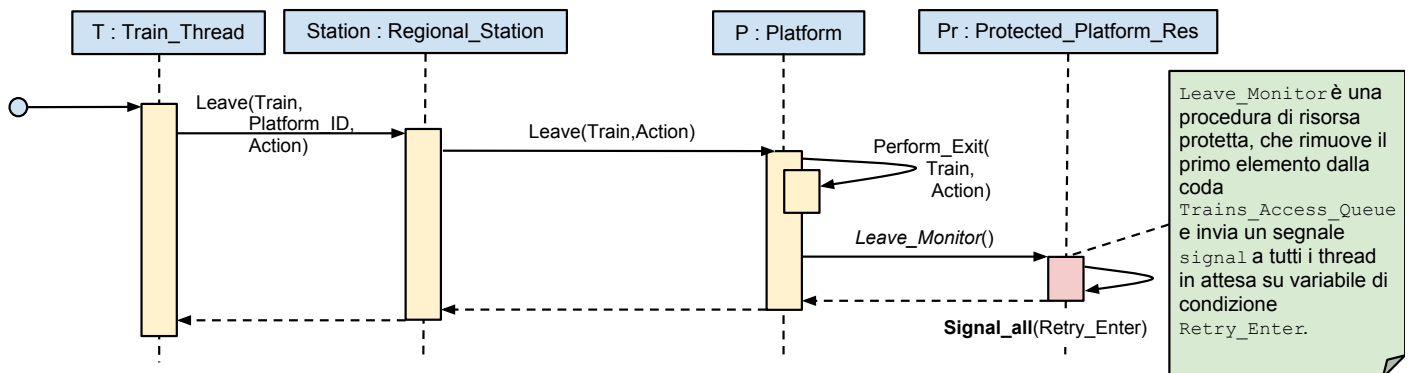 T : Train_Thread
Station : Regional_Station
P : Platform
Pr : Protected_Platform_Res
Leave(Train,
Platform_ID,
Action)
Leave(Train,Action)
Perform_Exit(
Train,
Action)
Leave_Monitor()
Signal_all(Retry_Enter)
Leave_Monitor è una
procedura di risorsa
protetta, che rimuove il
primo elemento dalla
coda
Trains_Access_Queue
e invia un segnale
signal a tutti i thread
in attesa su variabile di
condizione
Retry_Enter.